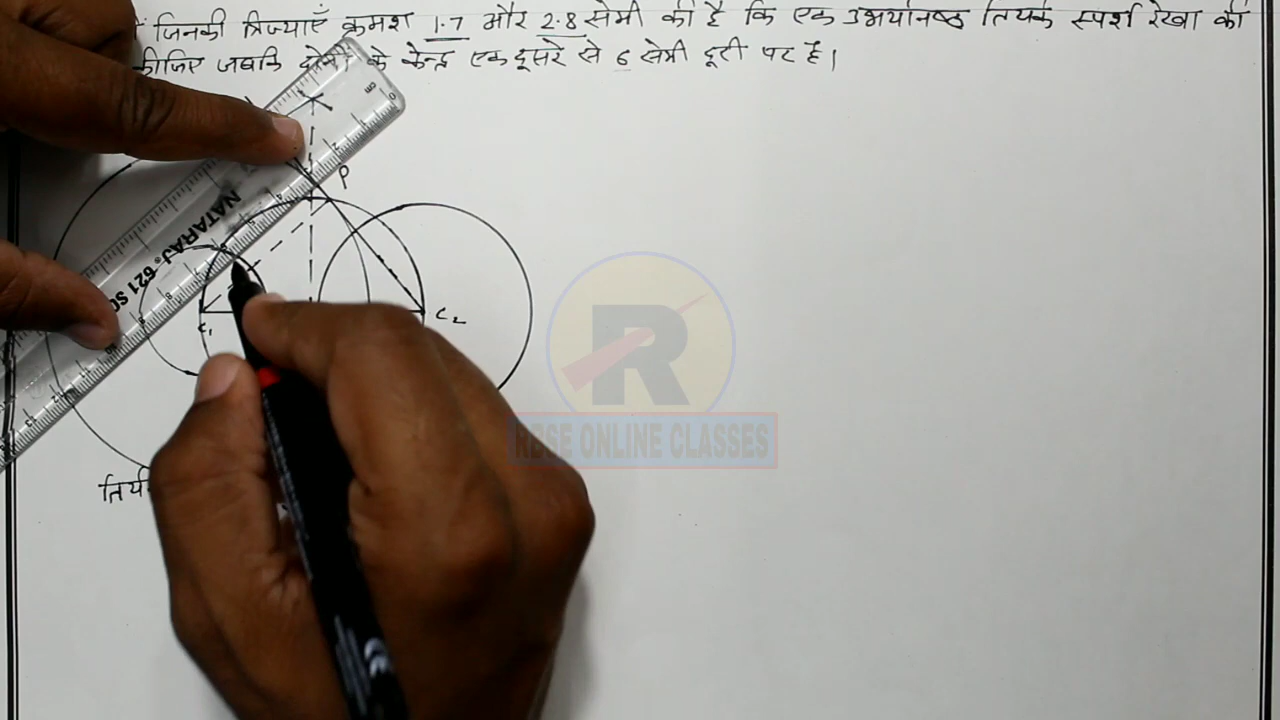 जिनकी त्रिज्याएँ क्रमश 1.7 और 2.8 सेमी की है कि एक उभयनिष्ठ तिर्यक स्पर्श रेखा की
कीजिए जबकि दोनों के केन्द्र एक दूसरे से 6 सेमी दूरी पर है।
P
NATARAJ 621
C₁
C₂
R
RBSE ONLINE CLASSES